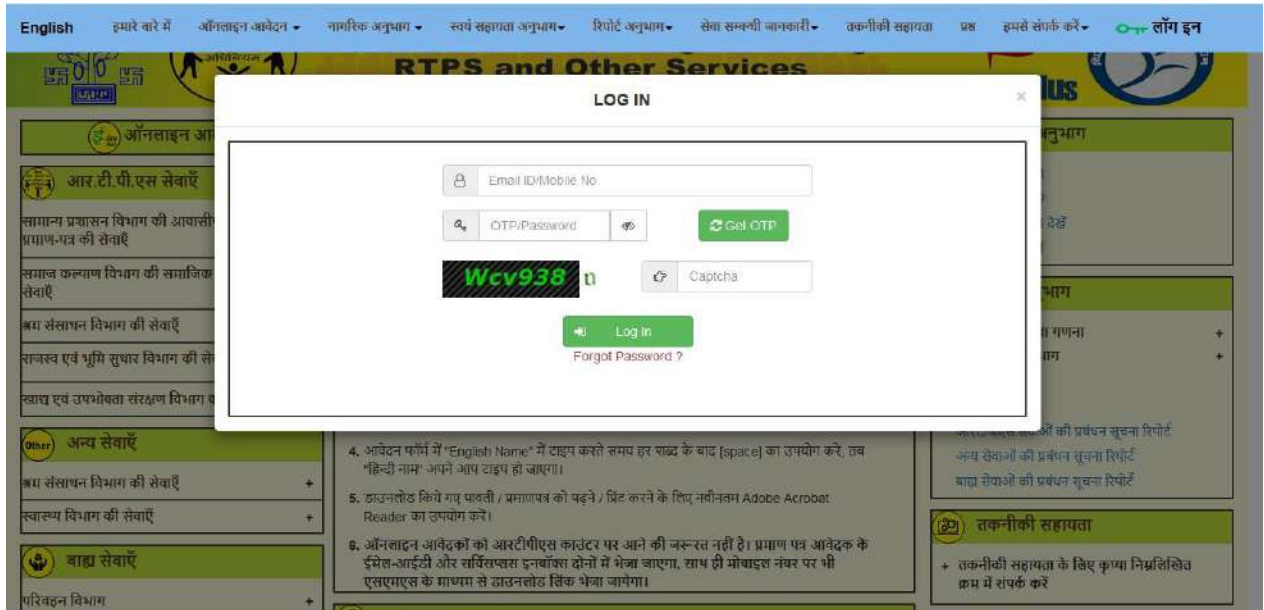 English हमारे बारे में ऑनलाइन आवेदन नागरिक अनुभाग स्वयं सहायता अनुभाग रिपोर्ट अनुभाग सेवा सम्बन्धी जानकारी तकनीकी सहायता प्रश्न हमसे संपर्क करें लॉग इन
RTPS and Other Services
lus
LOG IN
×
ऑनलाइन आ
नुभाग
Email ID/Mobile No
आर.टी.पी.एस सेवाएँ
OTP/Password
Get OTP
सामान्य प्रशासन विभाग की आवासी
प्रमाण-पत्र की सेवाएँ
देखें
Wcv938
Captcha
समाज कल्याण विभाग की समाजिक
सेवाएँ
भाग
श्रम संसाधन विभाग की सेवाएँ
Log In
गणना +
Forgot Password ?
राजस्व एवं भूमि सुधार विभाग की से
+
खाद्य एवं उपभोक्ता संरक्षण विभाग
Other अन्य सेवाएँ
4. आवेदन फॉर्म में "English Name" में टाइप करते समय हर शब्द के बाद [space] का उपयोग करें, तब
"हिन्दी नाम" अपने आप टाइप हो जाएगा।
की प्रबंधन सूचना रिपोर्ट
अन्य सेवाओं की प्रबंधन सूचना रिपोर्ट
बाह्य सेवाओं की प्रबंधन सूचना रिपोर्ट
श्रम संसाधन विभाग की सेवाएँ +
5. डाउनलोड किये गए पावती / प्रमाणपत्र को पढ़ने / प्रिंट करने के लिए नवीनतम Adobe Acrobat
Reader का उपयोग करें।
स्वास्थ्य विभाग की सेवाएँ +
तकनीकी सहायता
6. ऑनलाइन आवेदकों को आरटीपीएस काउंटर पर आने की जरूरत नहीं है। प्रमाण पत्र आवेदक के
ईमेल-आईडी और सर्विसप्लस इनबॉक्स दोनों में भेजा जाएगा, साथ ही मोबाइल नंबर पर भी
एसएमएस के माध्यम से डाउनलोड लिंक भेजा जायेगा।
बाह्य सेवाएँ
+ तकनीकी सहायता के लिए कृप्या निम्नलिखित
क्रम में संपर्क करें
परिवहन विभाग +